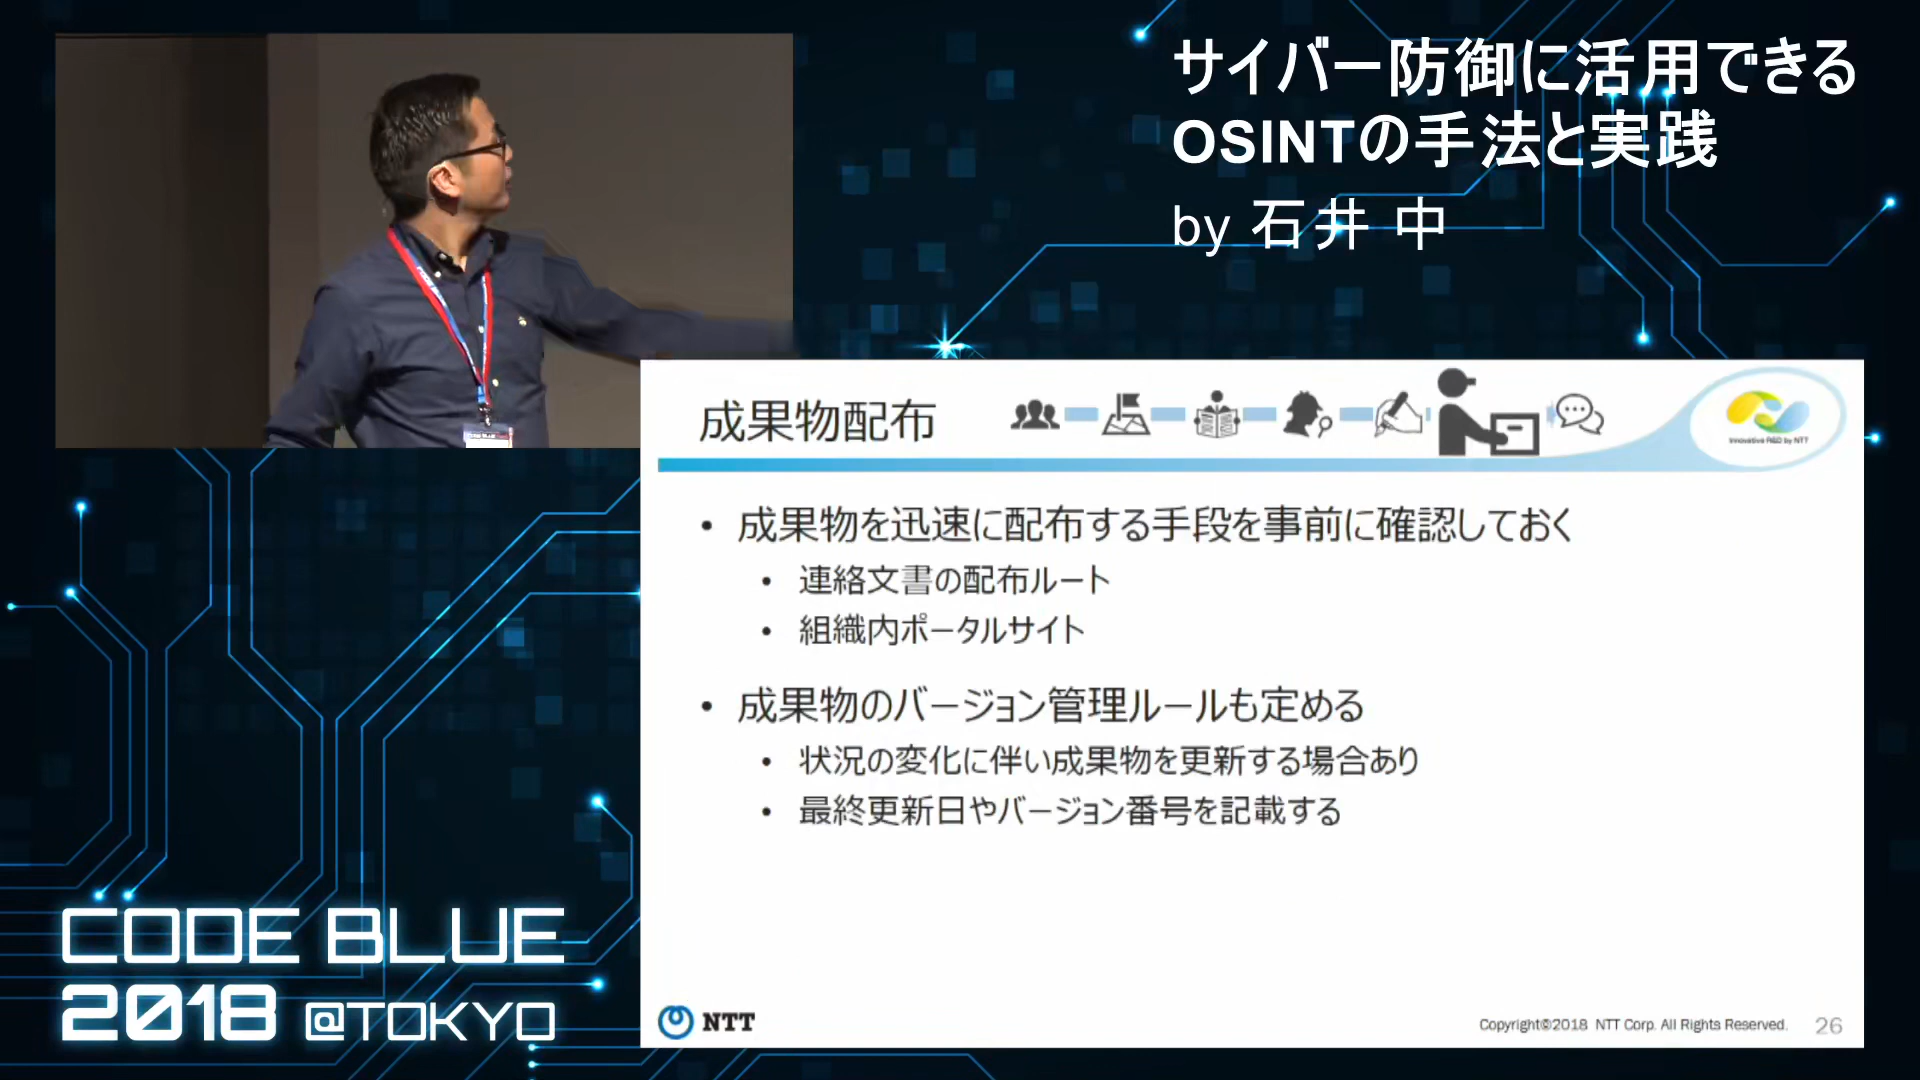 サイバー防御に活用できる
OSINTの手法と実践
by 石井 中
CODE BLUE
成果物配布
Innovative R&D by NTT
• 成果物を迅速に配布する手段を事前に確認しておく
• 連絡文書の配布ルート
• 組織内ポータルサイト
• 成果物のバージョン管理ルールも定める
• 状況の変化に伴い成果物を更新する場合あり
• 最終更新日やバージョン番号を記載する
CODE BLUE
2018 @TOKYO
NTT
Copyright©2018 NTT Corp. All Rights Reserved.
26